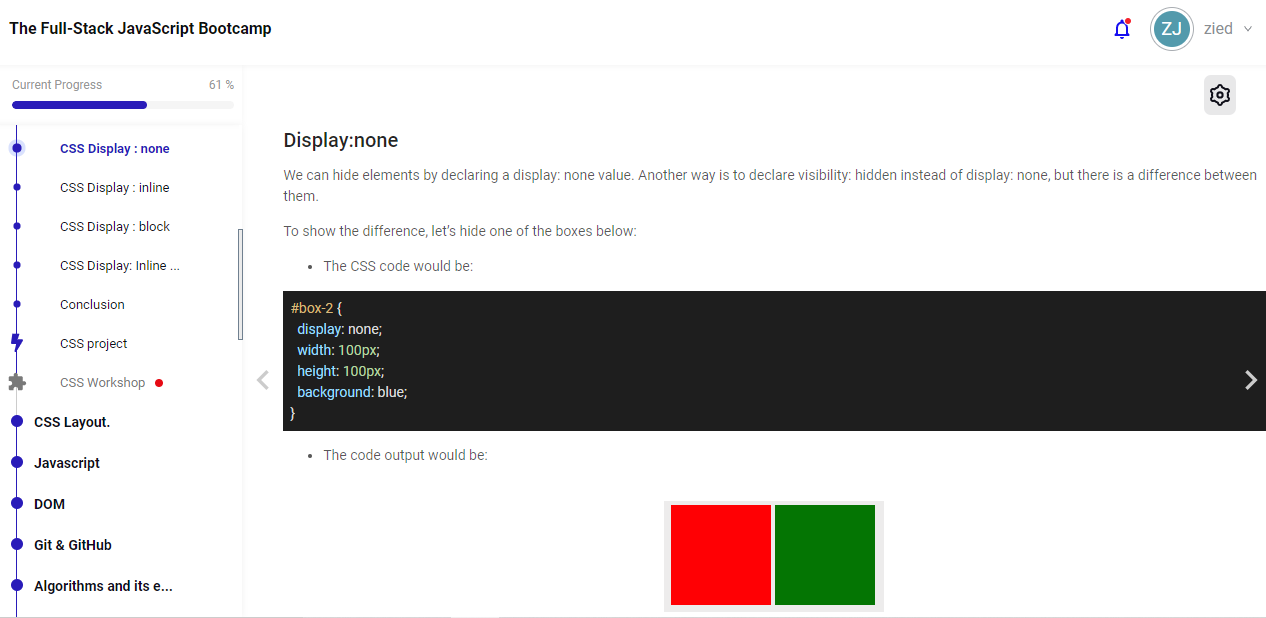 The Full-Stack JavaScript Bootcamp
ZJ
zied
Current Progress
61 %
CSS Display : none
CSS Display : inline
CSS Display : block
CSS Display: Inline ...
Conclusion
CSS project
CSS Workshop
CSS Layout.
Javascript
DOM
Git & GitHub
Algorithms and its e...
Display:none
We can hide elements by declaring a display: none value. Another way is to declare visibility: hidden instead of display: none, but there is a difference between
them.
To show the difference, let’s hide one of the boxes below:
• The CSS code would be:
#box-2 {
  display: none;
  width: 100px;
  height: 100px;
  background: blue;
}
• The code output would be: